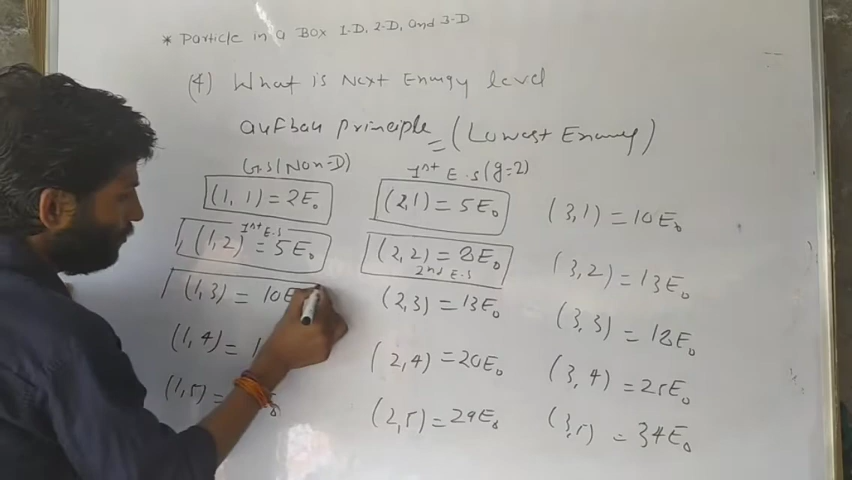 * Particle in a Box 1-D, 2-D, and 3-D
(4) What is Next Energy level
aufbau principle = (Lowest Energy)
G.S (Non-D) 1st E.S (g=2)
(1, 1) = 2E₀ (2,1) = 5E₀ (3,1) = 10E₀
1st E.S
(1,2) = 5E₀ (2,2) = 8E₀ (3,2) = 13E₀
2nd E.S
(1,3) = 10E (2,3) = 13E₀ (3,3) = 18E₀
(1,4) = (2,4) = 20E₀ (3,4) = 25E₀
(1,5) = (2,5) = 29E₀ (3,5) = 34E₀